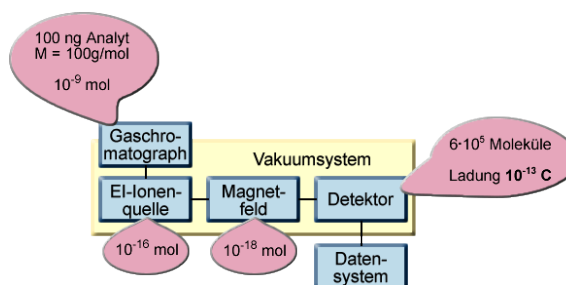 100 ng Analyt
M = 100g/mol
10⁻⁹ mol
Gaschro-
matograph
Vakuumsystem
6·10⁵ Moleküle
Ladung 10⁻¹³ C
EI-Ionen-
quelle
Magnet-
feld
Detektor
10⁻¹⁶ mol
10⁻¹⁸ mol
Daten-
system